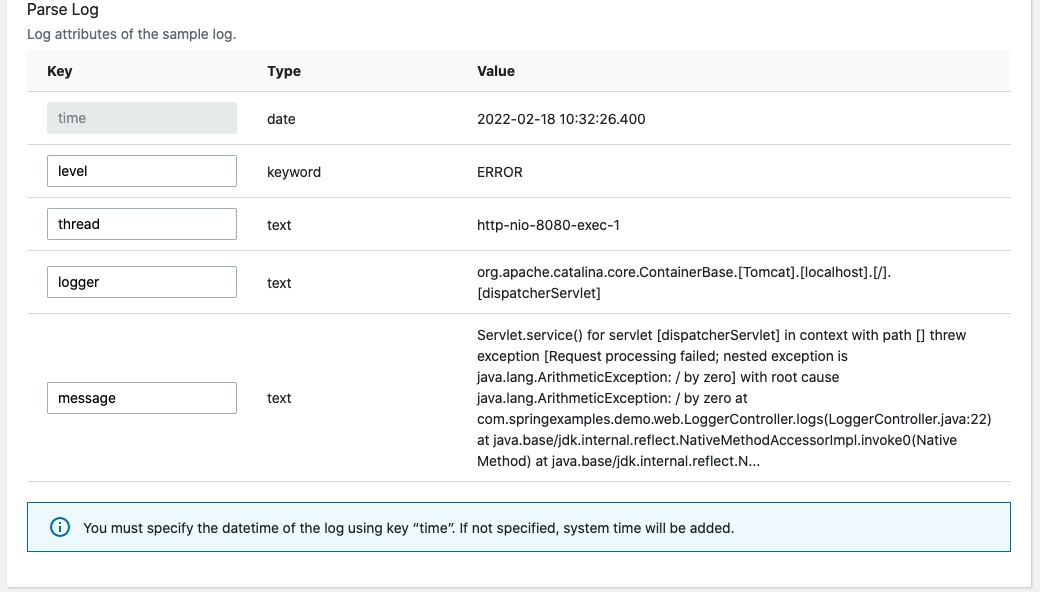 Parse Log
Log attributes of the sample log.
Key Type Value
time date 2022-02-18 10:32:26.400
level keyword ERROR
thread text http-nio-8080-exec-1
logger text org.apache.catalina.core.ContainerBase.[Tomcat].[localhost].[/].
[dispatcherServlet]
Servlet.service() for servlet [dispatcherServlet] in context with path [] threw
exception [Request processing failed; nested exception is
java.lang.ArithmeticException: / by zero] with root cause
message text java.lang.ArithmeticException: / by zero at
com.springexamples.demo.web.LoggerController.logs(LoggerController.java:22)
at java.base/jdk.internal.reflect.NativeMethodAccessorImpl.invoke0(Native
Method) at java.base/jdk.internal.reflect.N...
You must specify the datetime of the log using key “time”. If not specified, system time will be added.